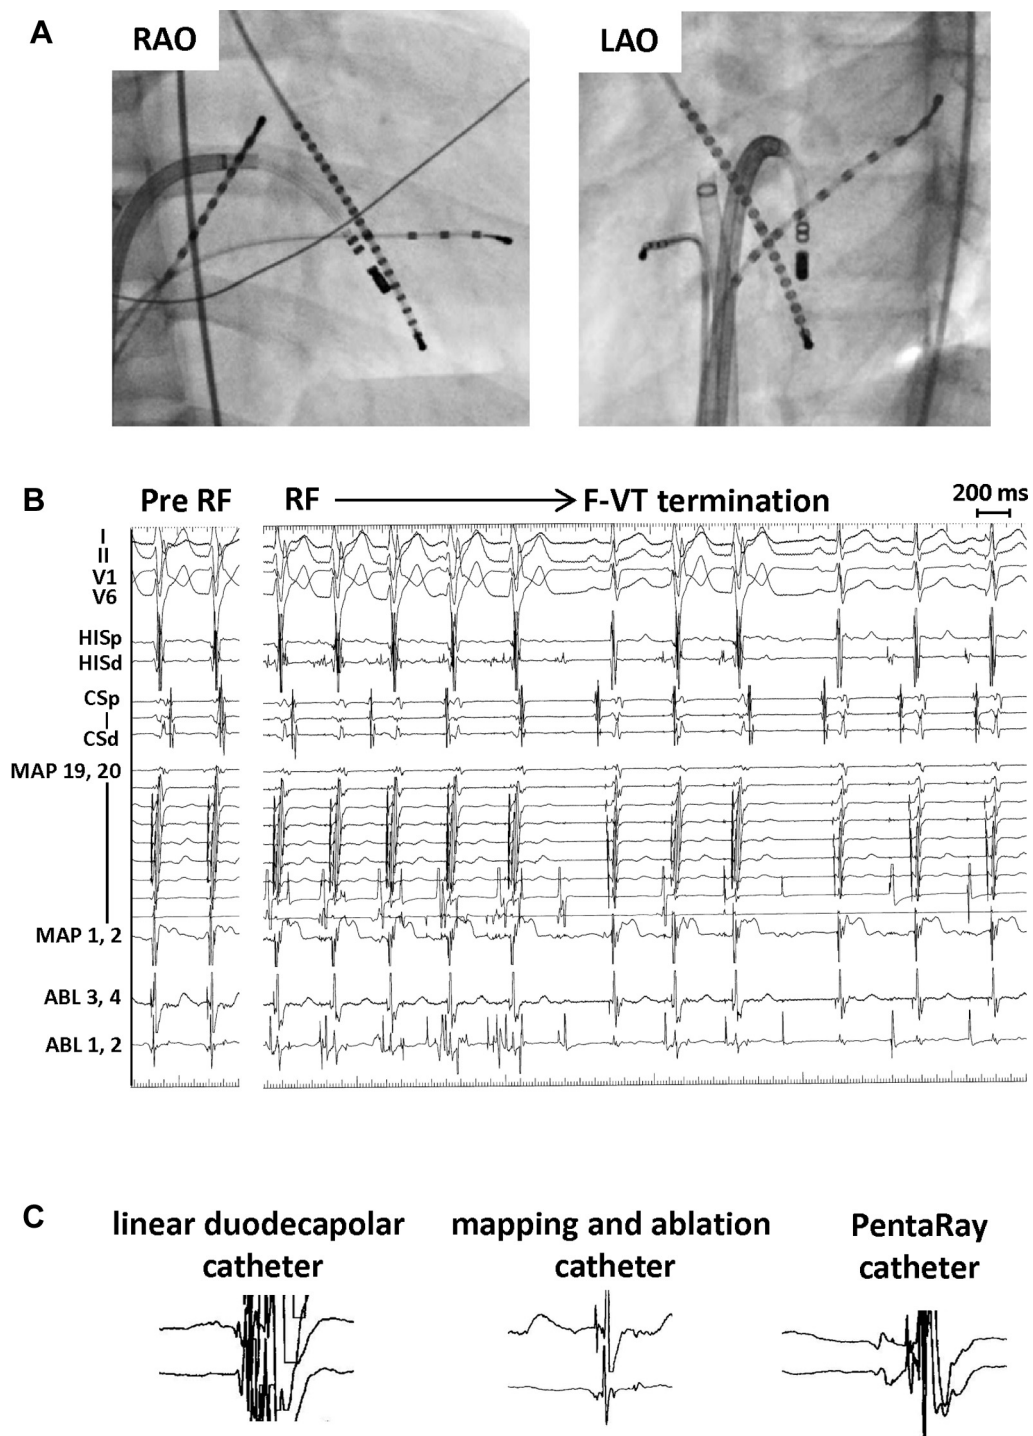 A
RAO
LAO
B
Pre RF
RF
F-VT termination
200 ms
I
II
V1
V6
HISp
HISd
CSp
CSd
MAP 19, 20
MAP 1, 2
ABL 3, 4
ABL 1, 2
C
linear duodecapolar
catheter
mapping and ablation
catheter
PentaRay
catheter